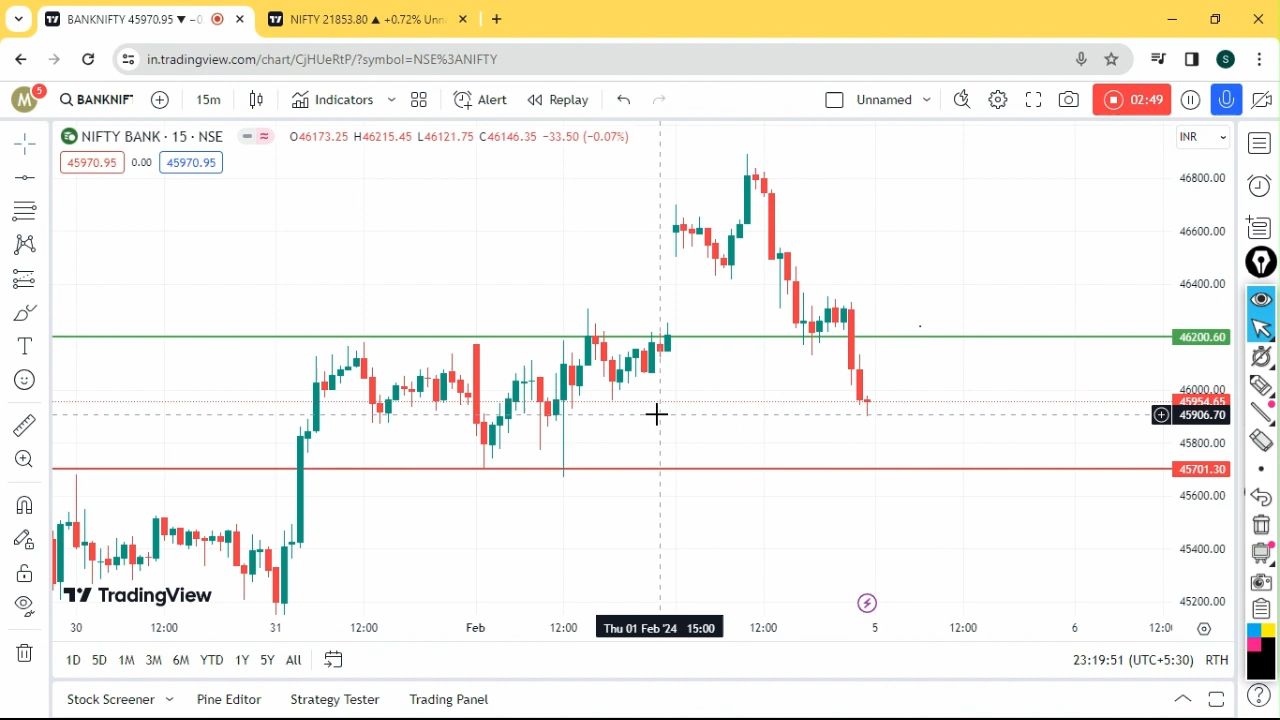 BANKNIFTY 45970.95 ▼ −0
NIFTY 21853.80 ▲ +0.72% Unn
in.tradingview.com/chart/CjHUeRtP/?symbol=NSE%3ANIFTY
S
M 5
BANKNIF
15m
Indicators
Alert
Replay
Unnamed
02:49
NIFTY BANK · 15 · NSE
O46173.25 H46215.45 L46121.75 C46146.35 −33.50 (−0.07%)
INR
45970.95 0.00 45970.95
46800.00
46600.00
46400.00
46200.60
46000.00
45954.65
45906.70
45800.00
45701.30
45600.00
45400.00
45200.00
TradingView
30 12:00 31 12:00 Feb 12:00 Thu 01 Feb '24 15:00 12:00 5 12:00 6 12:0
1D 5D 1M 3M 6M YTD 1Y 5Y All
23:19:51 (UTC+5:30) RTH
Stock Screener
Pine Editor
Strategy Tester
Trading Panel